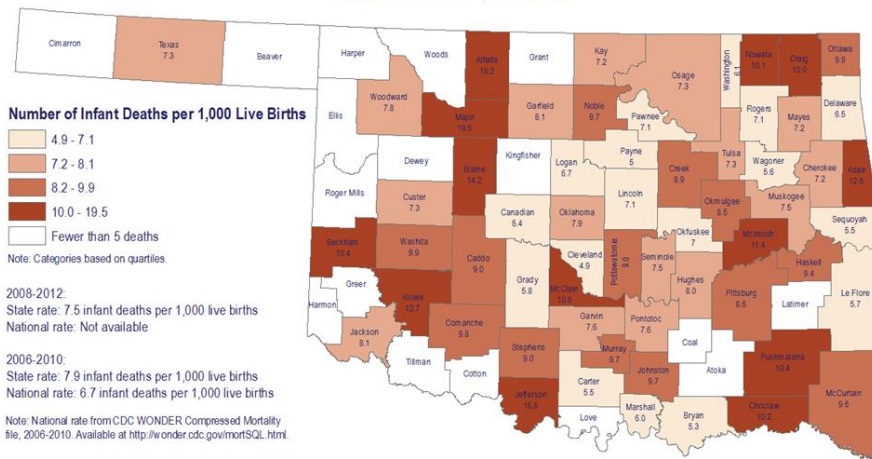 Cimarron
Texas
7.3
Beaver
Harper
Woods
Alfalfa
18.2
Grant
Kay
7.2
Osage
7.3
Washington
6.1
Nowata
10.1
Craig
10.0
Ottawa
9.9
Ellis
Woodward
7.8
Major
19.5
Garfield
8.1
Noble
9.7
Pawnee
7.1
Rogers
7.1
Mayes
7.2
Delaware
6.5
Number of Infant Deaths per 1,000 Live Births
4.9 - 7.1
7.2 - 8.1
8.2 - 9.9
10.0 - 19.5
Fewer than 5 deaths
Note: Categories based on quartiles.
Roger Mills
Dewey
Custer
7.3
Blaine
14.2
Kingfisher
Logan
6.7
Payne
5
Lincoln
7.1
Creek
8.9
Tulsa
7.3
Wagoner
5.6
Cherokee
7.2
Adair
12.6
Canadian
5.4
Oklahoma
7.9
Okfuskee
7
Okmulgee
8.5
Muskogee
7.5
Sequoyah
5.5
Beckham
10.4
Washita
9.9
Caddo
9.0
Grady
5.8
Cleveland
4.9
McClain
10.8
Pottawatomie
9.0
Seminole
7.5
Hughes
8.0
McIntosh
11.4
Haskell
9.4
Pittsburg
8.6
Latimer
Le Flore
5.7
Greer
Harmon
Kiowa
12.7
Jackson
8.1
Comanche
9.8
Tillman
Cotton
Stephens
9.0
Garvin
7.6
Murray
9.7
Pontotoc
7.6
Coal
Johnston
9.7
Atoka
Pushmataha
10.4
McCurtain
9.6
Jefferson
Carter
5.5
Love
Marshall
6.0
Bryan
5.3
Choctaw
10.2
2008-2012:
State rate: 7.5 infant deaths per 1,000 live births
National rate: Not available
2006-2010:
State rate: 7.9 infant deaths per 1,000 live births
National rate: 6.7 infant deaths per 1,000 live births
Note: National rate from CDC WONDER Compressed Mortality
file, 2006-2010. Available at http://wonder.cdc.gov/mortSQL.html.